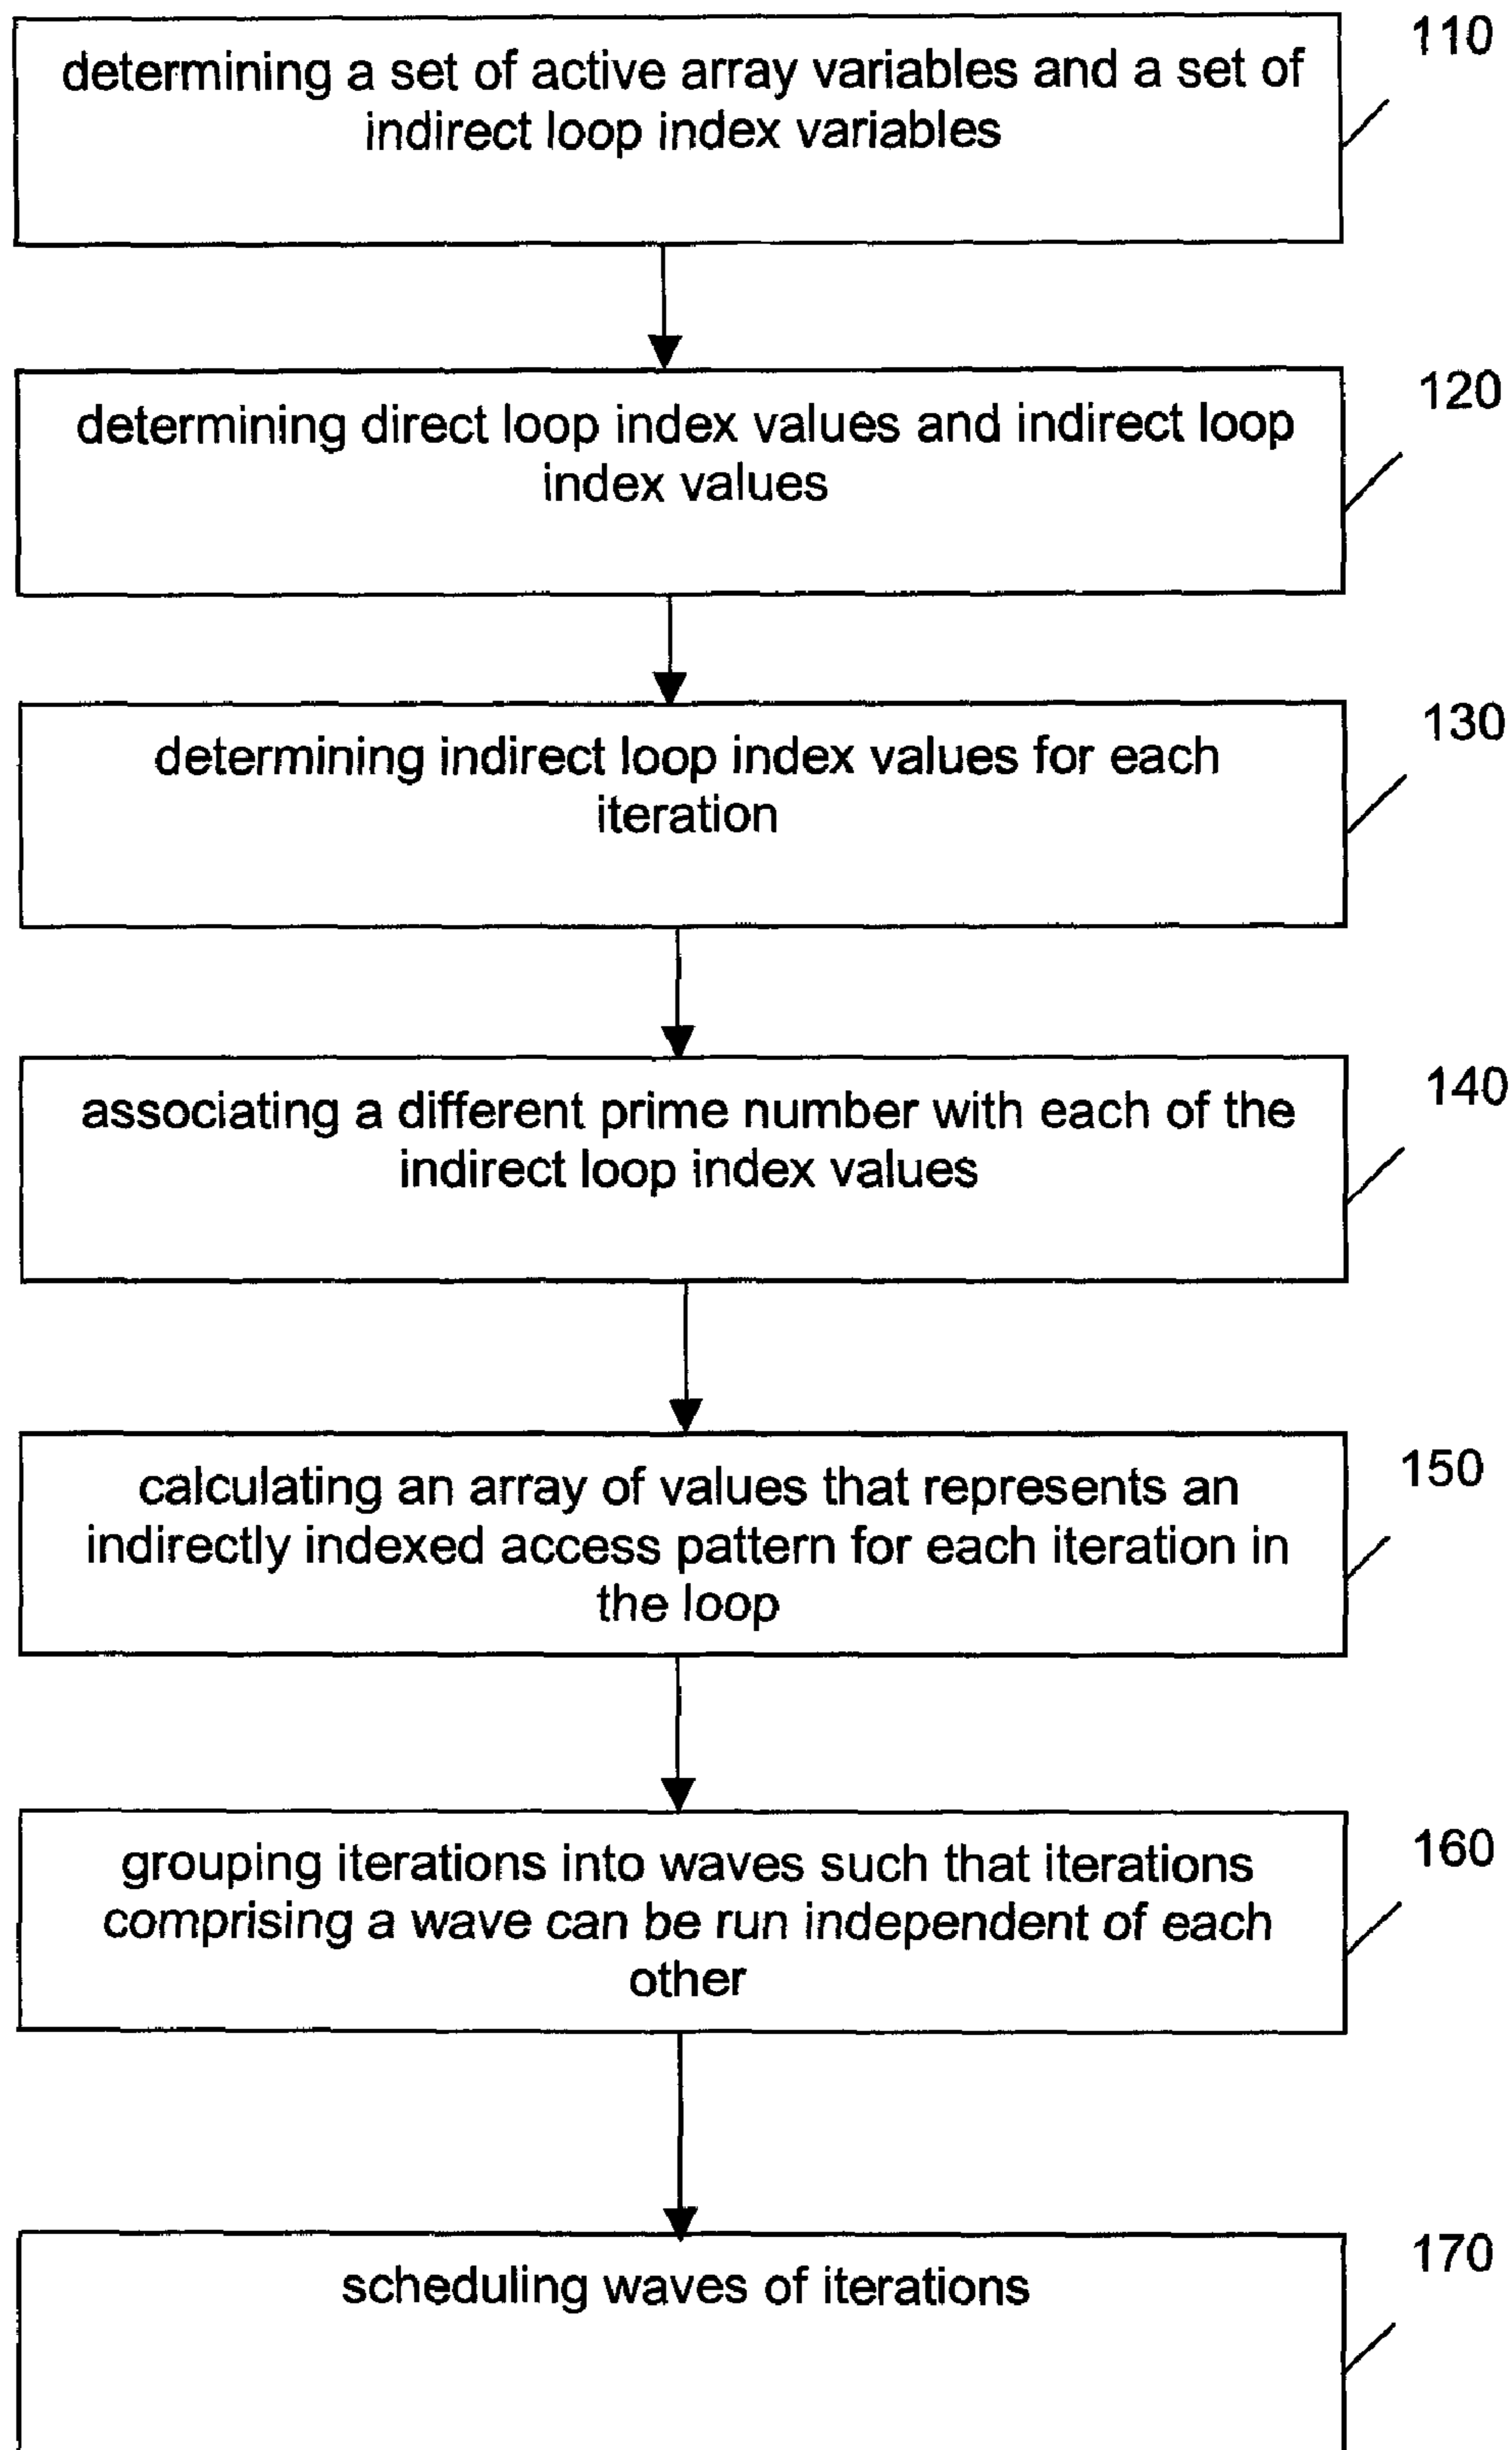 110
determining a set of active array variables and a set of
indirect loop index variables
120
determining direct loop index values and indirect loop
index values
130
determining indirect loop index values for each
iteration
140
associating a different prime number with each of the
indirect loop index values
150
calculating an array of values that represents an
indirectly indexed access pattern for each iteration in
the loop
160
grouping iterations into waves such that iterations
comprising a wave can be run independent of each
other
170
scheduling waves of iterations